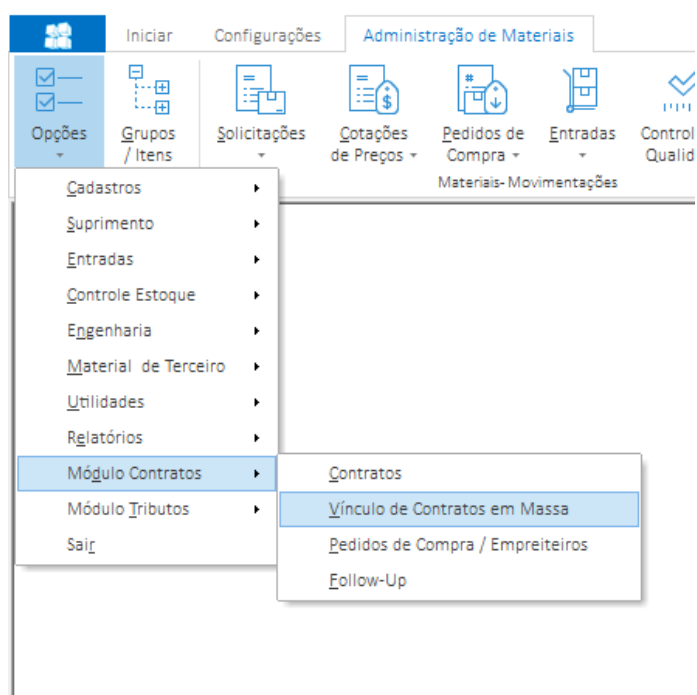 Iniciar
Configurações
Administração de Materiais
Opções
Grupos
/ Itens
Solicitações
Cotações
de Preços
Pedidos de
Compra
Entradas
Control
Qualid
Materiais- Movimentações
Cadastros
Suprimento
Entradas
Controle Estoque
Engenharia
Material de Terceiro
Utilidades
Relatórios
Módulo Contratos
Módulo Tributos
Sair
Contratos
Vínculo de Contratos em Massa
Pedidos de Compra / Empreiteiros
Follow-Up